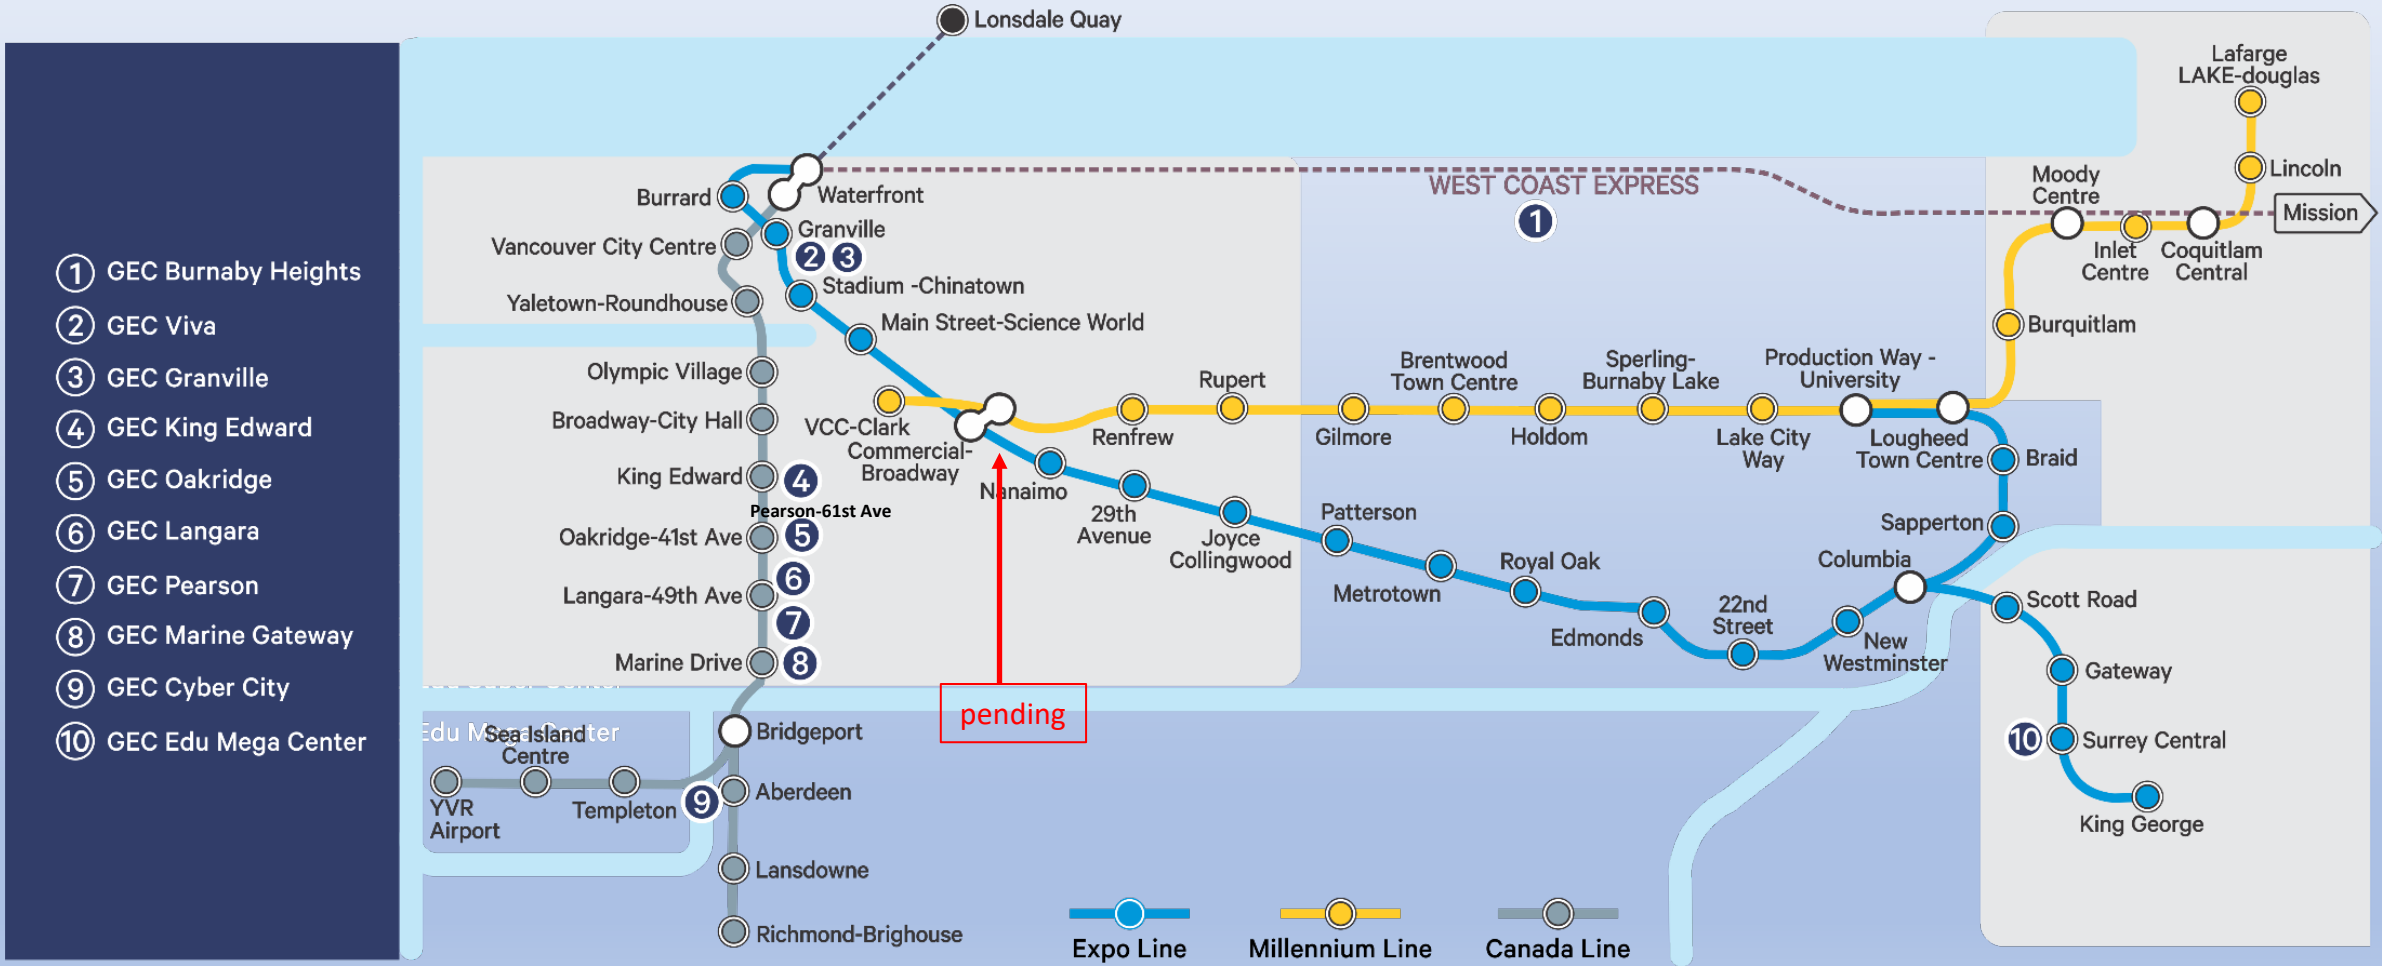 Lonsdale Quay
Lafarge
LAKE-douglas
Lincoln
Moody
Centre
Mission
WEST COAST EXPRESS
1
Inlet
Centre
Coquitlam
Central
Burquitlam
Burrard
Waterfront
Granville
2 3
Vancouver City Centre
Stadium -Chinatown
Yaletown-Roundhouse
Main Street-Science World
Olympic Village
Broadway-City Hall
VCC-Clark
Commercial-
Broadway
Renfrew
Rupert
Gilmore
Brentwood
Town Centre
Holdom
Sperling-
Burnaby Lake
Lake City
Way
Production Way -
University
Lougheed
Town Centre
Braid
Sapperton
Columbia
King Edward
4
Pearson-61st Ave
Oakridge-41st Ave
5
6
Langara-49th Ave
7
Marine Drive
8
Nanaimo
29th
Avenue
Joyce
Collingwood
Patterson
Metrotown
Royal Oak
Edmonds
22nd
Street
New
Westminster
Scott Road
Gateway
10
Surrey Central
King George
pending
Bridgeport
Edu Mega Center
Sea Island
Centre
YVR
Airport
Templeton
9
Aberdeen
Lansdowne
Richmond-Brighouse
1 GEC Burnaby Heights
2 GEC Viva
3 GEC Granville
4 GEC King Edward
5 GEC Oakridge
6 GEC Langara
7 GEC Pearson
8 GEC Marine Gateway
9 GEC Cyber City
10 GEC Edu Mega Center
Expo Line
Millennium Line
Canada Line